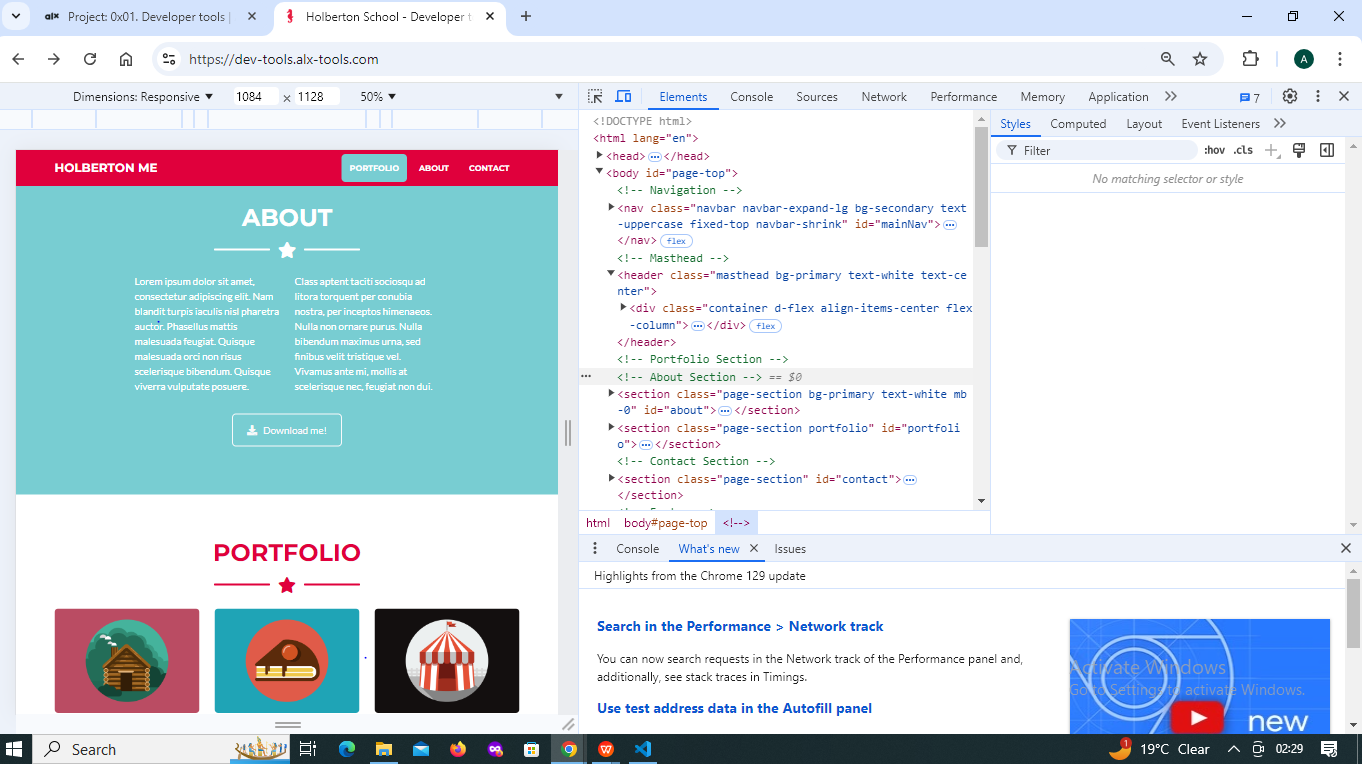 Project: 0x01. Developer tools |
Holberton School - Developer t
https://dev-tools.alx-tools.com
A
Dimensions: Responsive 1084 × 1128 50%
Elements Console Sources Network Performance Memory Application 7
HOLBERTON ME
PORTFOLIO ABOUT CONTACT
ABOUT
Lorem ipsum dolor sit amet,
consectetur adipiscing elit. Nam
blandit turpis iaculis nisl pharetra
auctor. Phasellus mattis
malesuada feugiat. Quisque
malesuada orci non risus
scelerisque bibendum. Quisque
viverra vulputate posuere.
Class aptent taciti sociosqu ad
litora torquent per conubia
nostra, per inceptos himenaeos.
Nulla non ornare purus. Nulla
bibendum maximus urna, sed
finibus velit tristique vel.
Vivamus ante mi, mollis at
scelerisque nec, feugiat non dui.
Download me!
PORTFOLIO
<!DOCTYPE html>
<html lang="en">
<head>…</head>
<body id="page-top">
<!-- Navigation -->
<nav class="navbar navbar-expand-lg bg-secondary text
-uppercase fixed-top navbar-shrink" id="mainNav">…
</nav> flex
<!-- Masthead -->
<header class="masthead bg-primary text-white text-ce
nter">
<div class="container d-flex align-items-center flex
-column">…</div> flex
</header>
<!-- Portfolio Section -->
<!-- About Section --> == $0
<section class="page-section bg-primary text-white mb
-0" id="about">…</section>
<section class="page-section portfolio" id="portfoli
o">…</section>
<!-- Contact Section -->
<section class="page-section" id="contact">…
</section>
html body#page-top <!-->
Styles Computed Layout Event Listeners
Filter :hov .cls
No matching selector or style
Console What's new Issues
Highlights from the Chrome 129 update
Search in the Performance > Network track
You can now search requests in the Network track of the Performance panel and,
additionally, see stack traces in Timings.
Use test address data in the Autofill panel
new
Activate Windows
Go to Settings to activate Windows.
Search
1
19°C Clear
02:29